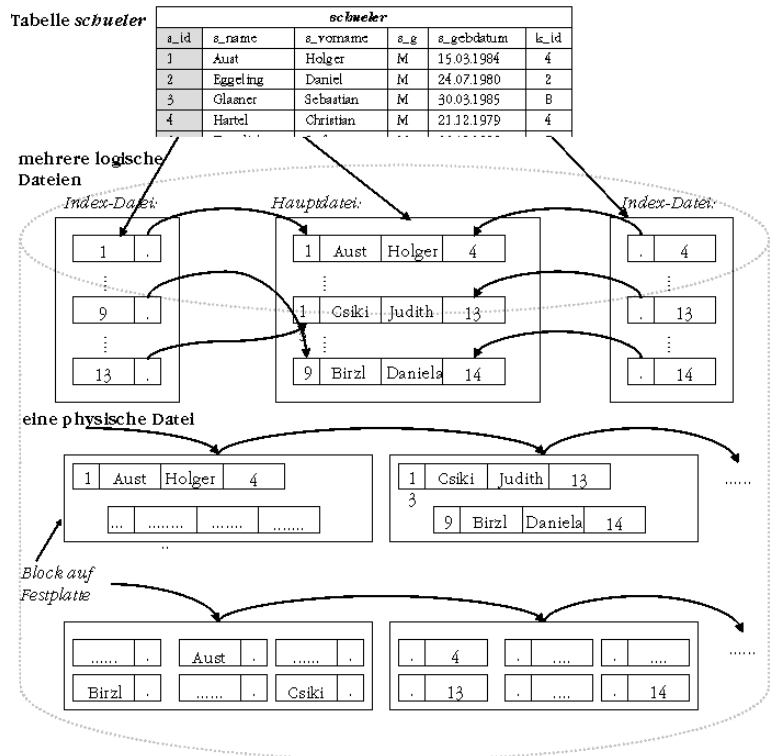 Tabelle schueler
schueler
s_id s_name s_vorname s_g s_gebdatum k_id
1 Aust Holger M 15.03.1984 4
2 Eggeling Daniel M 24.07.1980 2
3 Glasner Sebastian M 30.03.1985 8
4 Hartel Christian M 21.12.1979 4
mehrere logische
Dateien
Index-Datei: Hauptdatei: Index-Datei:
1 . 1 Aust Holger 4 . 4
⋮ ⋮ ⋮
9 . 1 Csiki Judith 13 . 13
3
⋮ ⋮ ⋮
13 . 9 Birzl Daniela 14 . 14
eine physische Datei
1 Aust Holger 4 1 Csiki Judith 13 ......
3
... ........ ....... ....... 9 Birzl Daniela 14
..
Block auf
Festplatte
...... . Aust . ...... . . 4 . .... . .... ......
Birzl . ...... . Csiki . . 13 . .... . 14